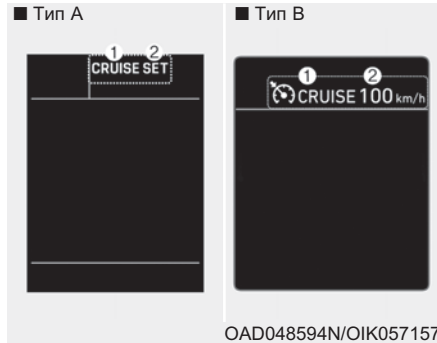 ■ Тип A
■ Тип B
1 2
CRUISE SET
1 2
CRUISE 100 km/h
OAD048594N/OIK057157